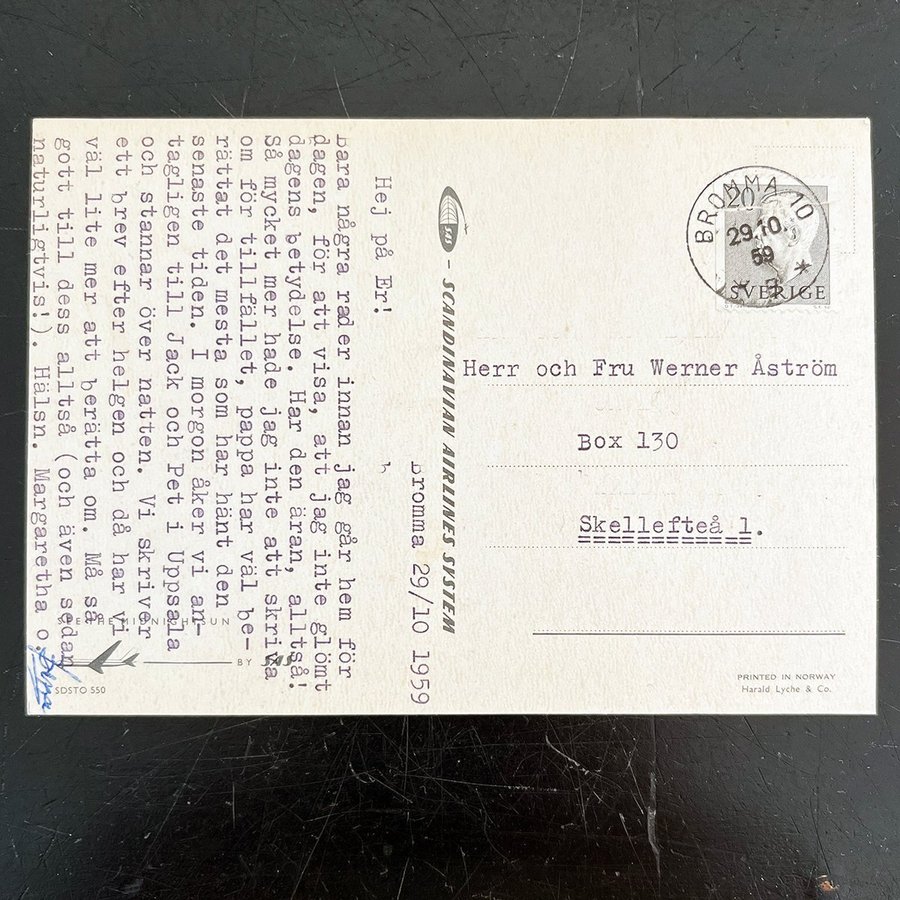 Bromma 29/10 1959
Hej på Er!
Bara några rader innan jag går hem för
dagen, för att visa, att jag inte glömt
dagens betydelse. Har den äran, alltså!
Så mycket mer hade jag inte att skriva
om för tillfället, pappa har väl be-
rättat det mesta som har hänt den
senaste tiden. I morgon åker vi an-
tagligen till Jack och Pet i Uppsala
och stannar över natten. Vi skriver
ett brev efter helgen och då har vi
väl lite mer att berätta om. Må så
gott till dess alltså (och även sedan
naturligtvis!). Hälsn. Margaretha o.
SEE THE MIDNIGHT SUN
BY SAS
SDSTO 550
SAS
- SCANDINAVIAN AIRLINES SYSTEM
BROMMA 10
29.10.
59
20
SVERIGE
Herr och Fru Werner Åström
Box 130
Skellefteå 1.
PRINTED IN NORWAY
Harald Lyche & Co.